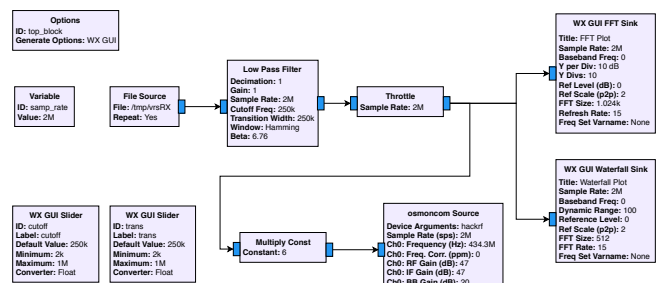 Options
ID: top_block
Generate Options: WX GUI
Variable
ID: samp_rate
Value: 2M
File Source
File: /tmp/vrsRX
Repeat: Yes
Low Pass Filter
Decimation: 1
Gain: 1
Sample Rate: 2M
Cutoff Freq: 250k
Transition Width: 250k
Window: Hamming
Beta: 6.76
Throttle
Sample Rate: 2M
WX GUI FFT Sink
Title: FFT Plot
Sample Rate: 2M
Baseband Freq: 0
Y per Div: 10 dB
Y Divs: 10
Ref Level (dB): 0
Ref Scale (p2p): 2
FFT Size: 1.024k
Refresh Rate: 15
Freq Set Varname: None
WX GUI Waterfall Sink
Title: Waterfall Plot
Sample Rate: 2M
Baseband Freq: 0
Dynamic Range: 100
Reference Level: 0
Ref Scale (p2p): 2
FFT Size: 512
FFT Rate: 15
Freq Set Varname: None
WX GUI Slider
ID: cutoff
Label: cutoff
Default Value: 250k
Minimum: 2k
Maximum: 1M
Converter: Float
WX GUI Slider
ID: trans
Label: trans
Default Value: 250k
Minimum: 2k
Maximum: 1M
Converter: Float
Multiply Const
Constant: 6
osmocom Source
Device Arguments: hackrf
Sample Rate (sps): 2M
Ch0: Frequency (Hz): 434.3M
Ch0: Freq. Corr. (ppm): 0
Ch0: RF Gain (dB): 47
Ch0: IF Gain (dB): 47
Ch0: BB Gain (dB): 20